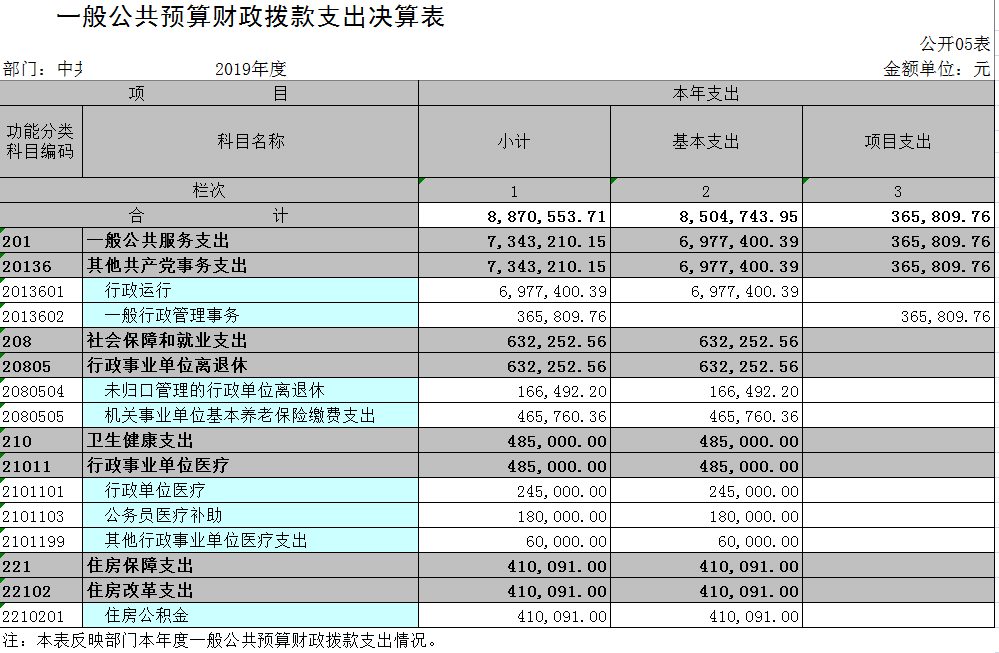 一般公共预算财政拨款支出决算表
公开05表
部门：中 2019年度 金额单位：元
项 目 本年支出
功能分类科目编码 科目名称 小计 基本支出 项目支出
栏次 1 2 3
合 计 8,870,553.71 8,504,743.95 365,809.76
201 一般公共服务支出 7,343,210.15 6,977,400.39 365,809.76
20136 其他共产党事务支出 7,343,210.15 6,977,400.39 365,809.76
2013601 行政运行 6,977,400.39 6,977,400.39
2013602 一般行政管理事务 365,809.76 365,809.76
208 社会保障和就业支出 632,252.56 632,252.56
20805 行政事业单位离退休 632,252.56 632,252.56
2080504 未归口管理的行政单位离退休 166,492.20 166,492.20
2080505 机关事业单位基本养老保险缴费支出 465,760.36 465,760.36
210 卫生健康支出 485,000.00 485,000.00
21011 行政事业单位医疗 485,000.00 485,000.00
2101101 行政单位医疗 245,000.00 245,000.00
2101103 公务员医疗补助 180,000.00 180,000.00
2101199 其他行政事业单位医疗支出 60,000.00 60,000.00
221 住房保障支出 410,091.00 410,091.00
22102 住房改革支出 410,091.00 410,091.00
2210201 住房公积金 410,091.00 410,091.00
注：本表反映部门本年度一般公共预算财政拨款支出情况。